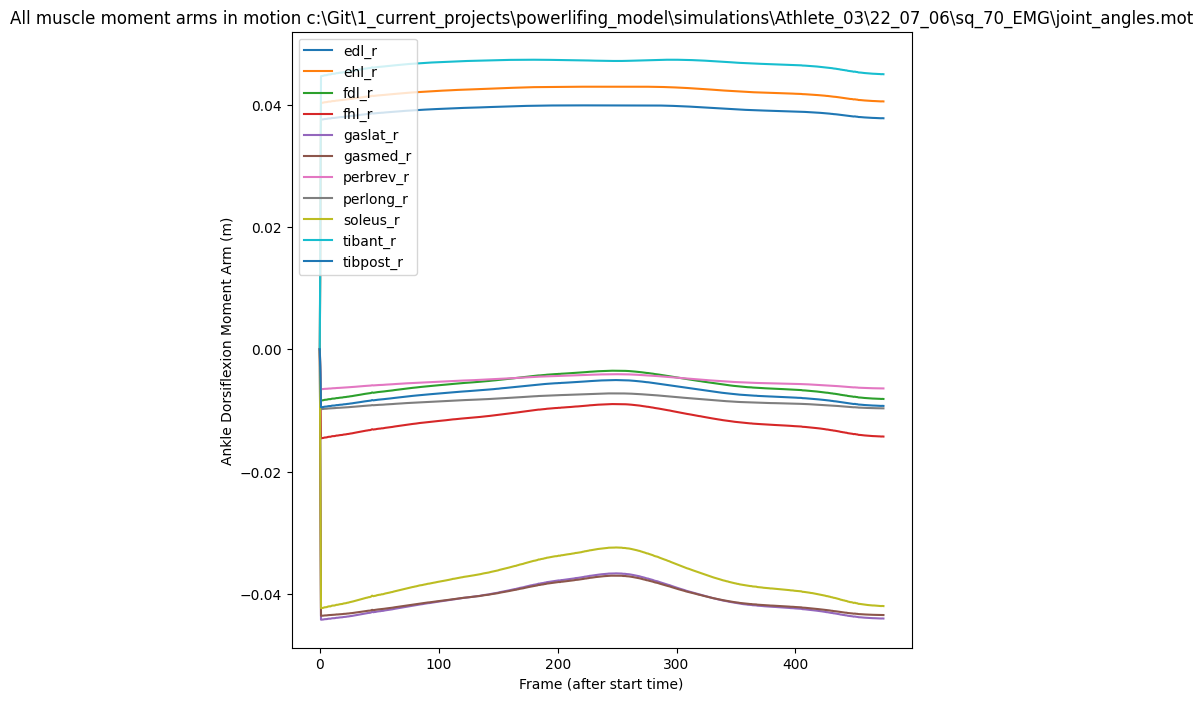 All muscle moment arms in motion c:\Git\1_current_projects\powerlifing_model\simulations\Athlete_03\22_07_06\sq_70_EMG\joint_angles.mot
edl_r
ehl_r
fdl_r
fhl_r
gaslat_r
gasmed_r
perbrev_r
perlong_r
soleus_r
tibant_r
tibpost_r
Ankle Dorsiflexion Moment Arm (m)
0.04
0.02
0.00
−0.02
−0.04
0
100
200
300
400
Frame (after start time)